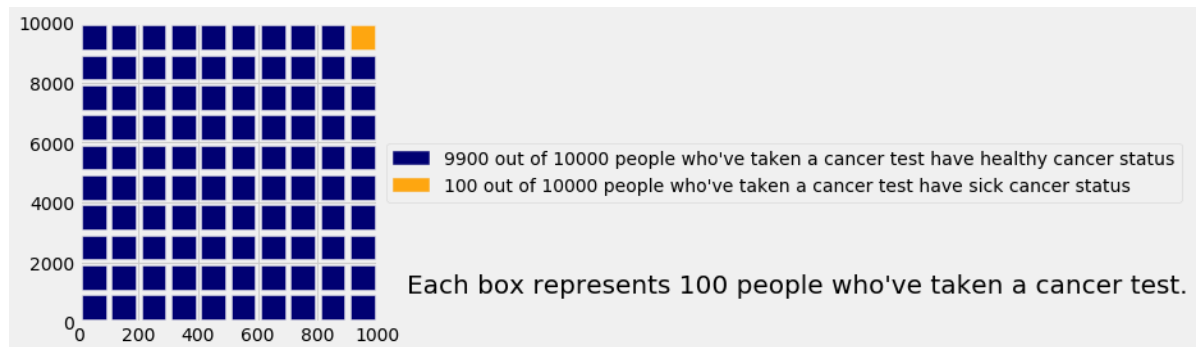 10000
8000
6000
4000
2000
0
0 200 400 600 800 1000
9900 out of 10000 people who've taken a cancer test have healthy cancer status
100 out of 10000 people who've taken a cancer test have sick cancer status
Each box represents 100 people who've taken a cancer test.